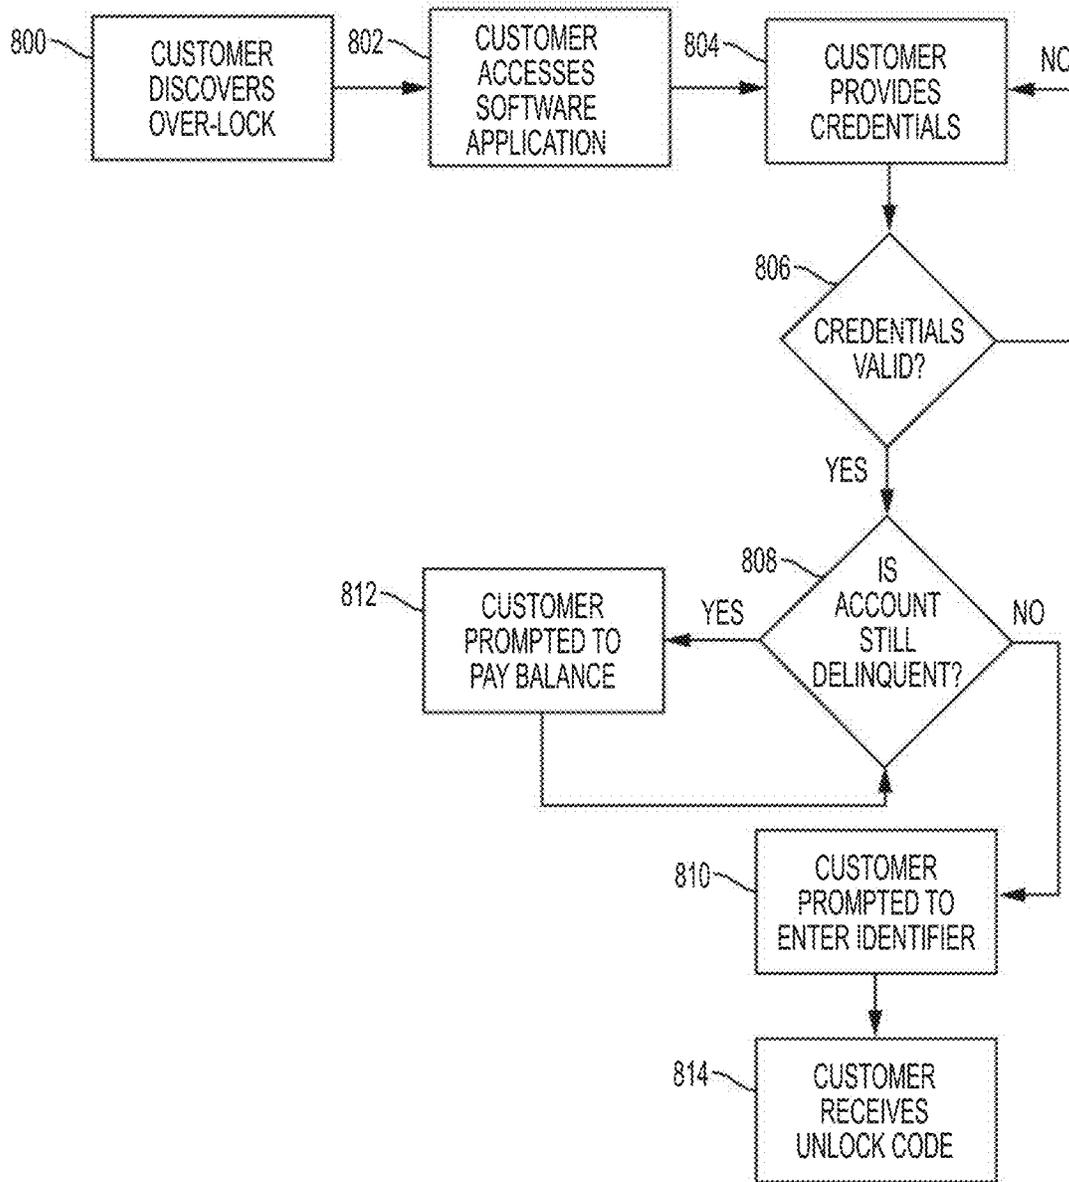 800
CUSTOMER
DISCOVERS
OVER-LOCK
802
CUSTOMER
ACCESSES
SOFTWARE
APPLICATION
804
CUSTOMER
PROVIDES
CREDENTIALS
NO
806
CREDENTIALS
VALID?
YES
808
IS
ACCOUNT
STILL
DELINQUENT?
YES
NO
812
CUSTOMER
PROMPTED TO
PAY BALANCE
810
CUSTOMER
PROMPTED TO
ENTER IDENTIFIER
814
CUSTOMER
RECEIVES
UNLOCK CODE